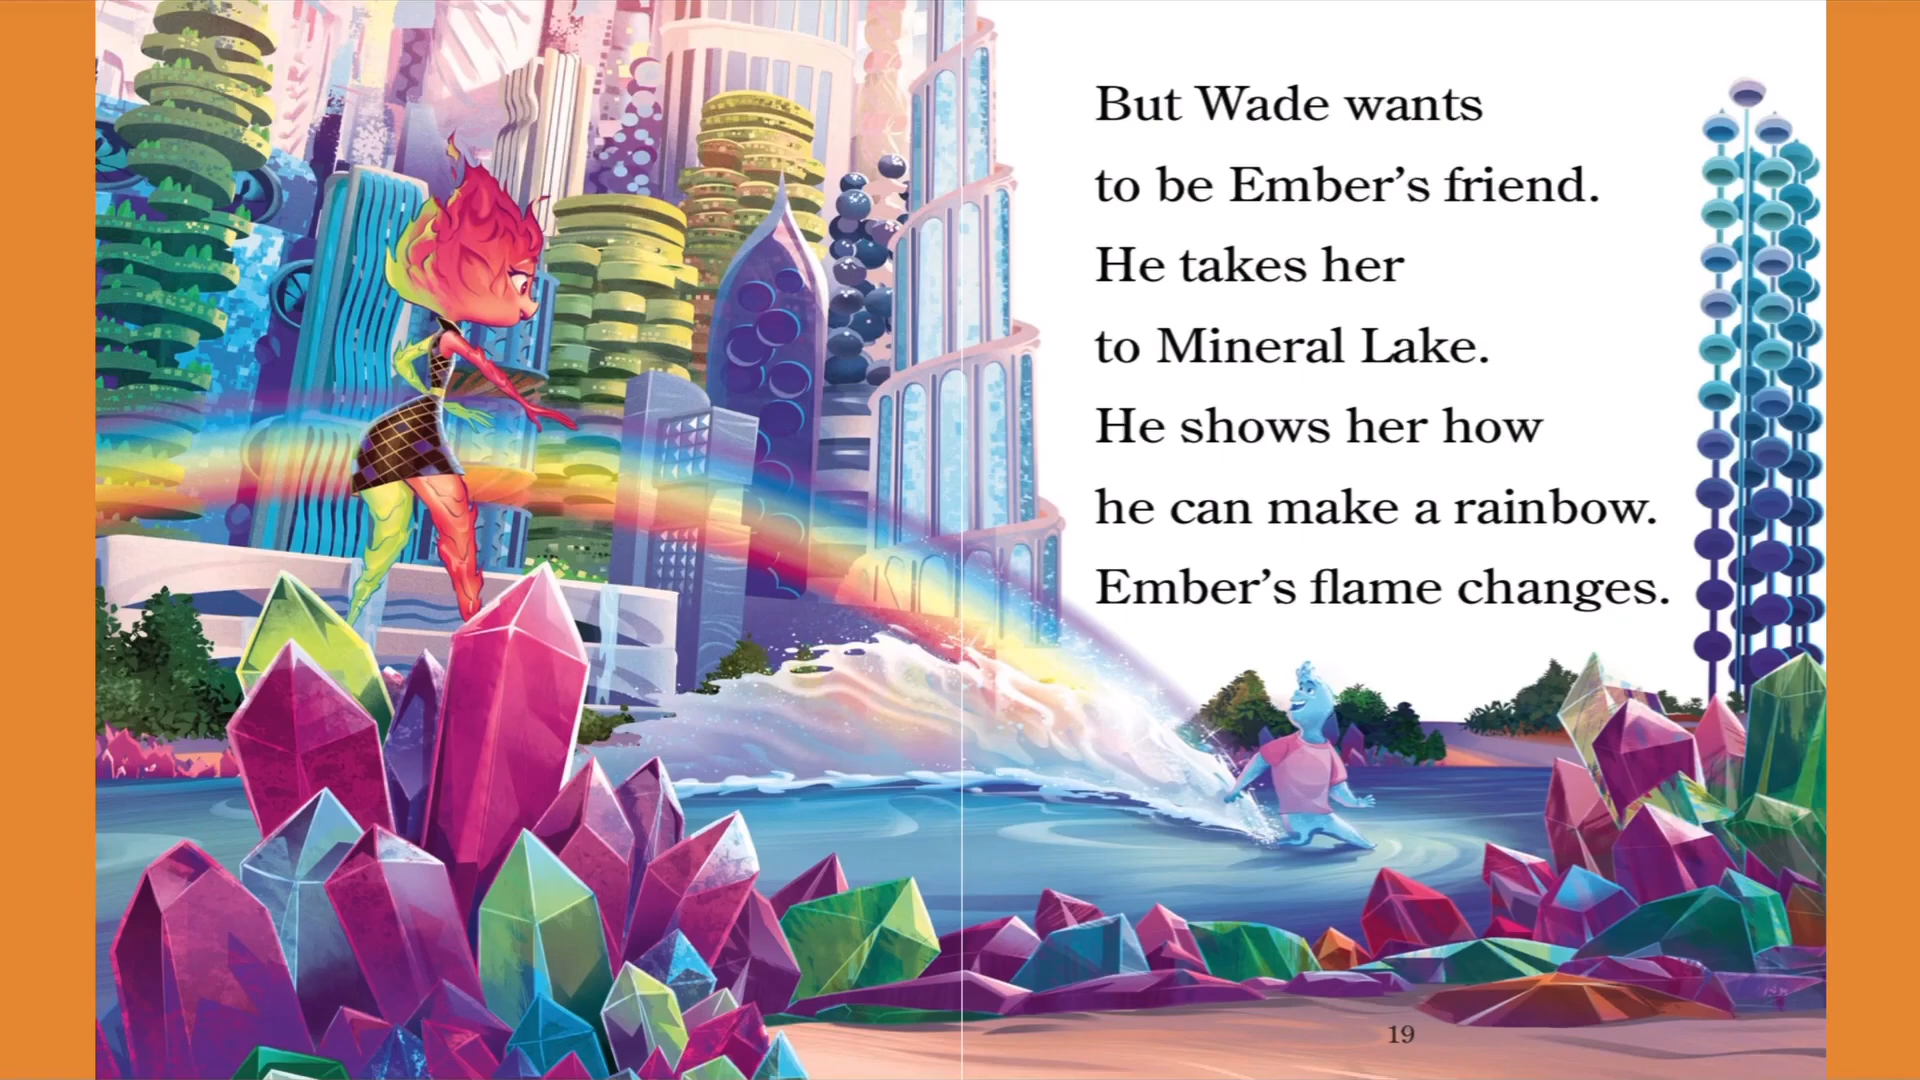 But Wade wants
to be Ember’s friend.
He takes her
to Mineral Lake.
He shows her how
he can make a rainbow.
Ember’s flame changes.
19